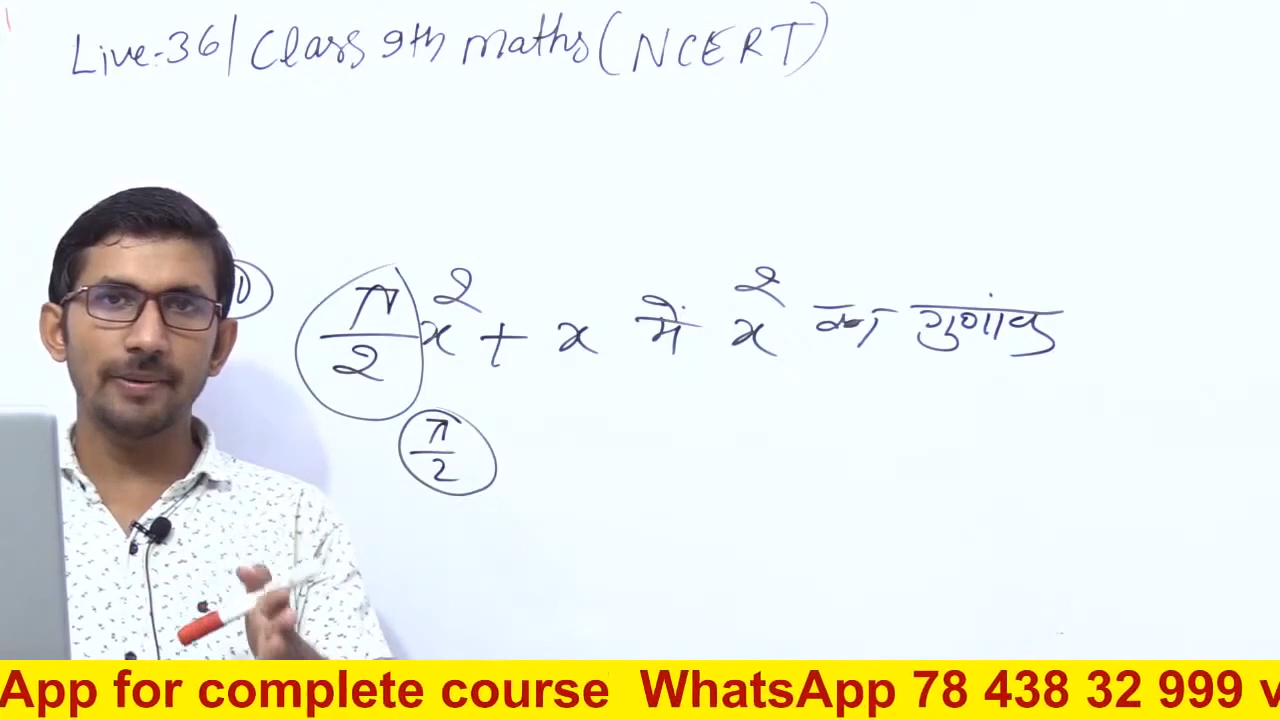 Live:-36/Class 9th maths (NCERT)
π/2 x² + x में x² का गुणांक
π/2
App for complete course WhatsApp 78 438 32 999 v